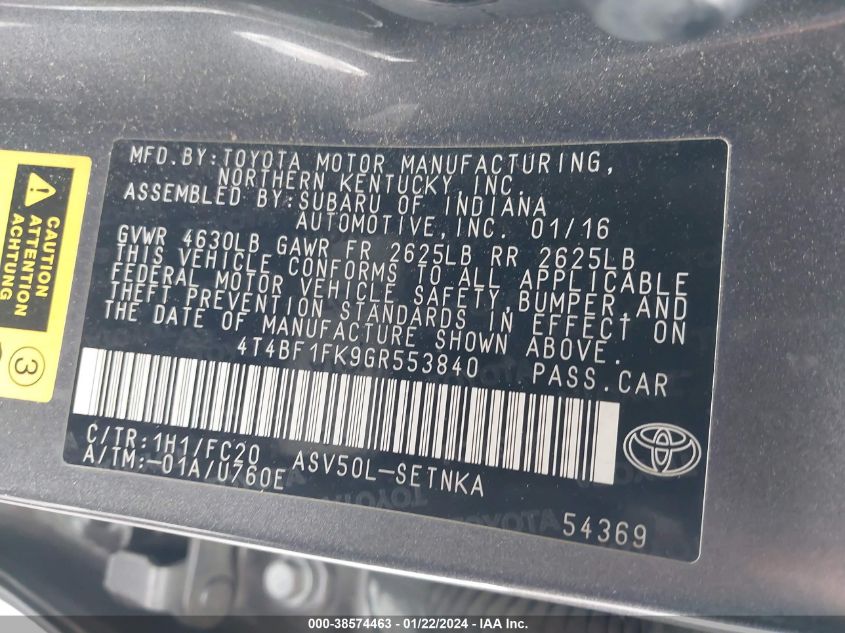 MFD.BY:TOYOTA MOTOR MANUFACTURING,
NORTHERN KENTUCKY,INC.
ASSEMBLED BY:SUBARU OF INDIANA
AUTOMOTIVE,INC. 01/16
GVWR 4630LB GAWR FR 2625LB RR 2625LB
THIS VEHICLE CONFORMS TO ALL APPLICABLE
FEDERAL MOTOR VEHICLE SAFETY,BUMPER,AND
THEFT PREVENTION STANDARDS IN EFFECT ON
THE DATE OF MANUFACTURE SHOWN ABOVE.
4T4BF1FK9GR553840 PASS.CAR
C/TR:1H1/FC20 ASV50L-SETNKA
A/TM:-01A/U760E
54369
CAUTION
ATTENTION
ACHTUNG
3
TOYOTA
000-38574463 - 01/22/2024 - IAA, Inc.